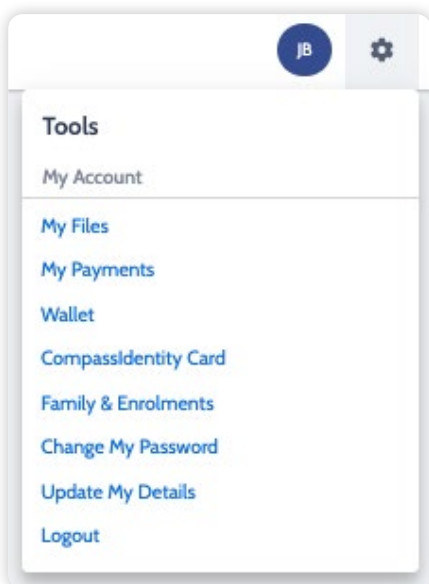 JB
Tools
My Account
My Files
My Payments
Wallet
CompassIdentity Card
Family & Enrolments
Change My Password
Update My Details
Logout